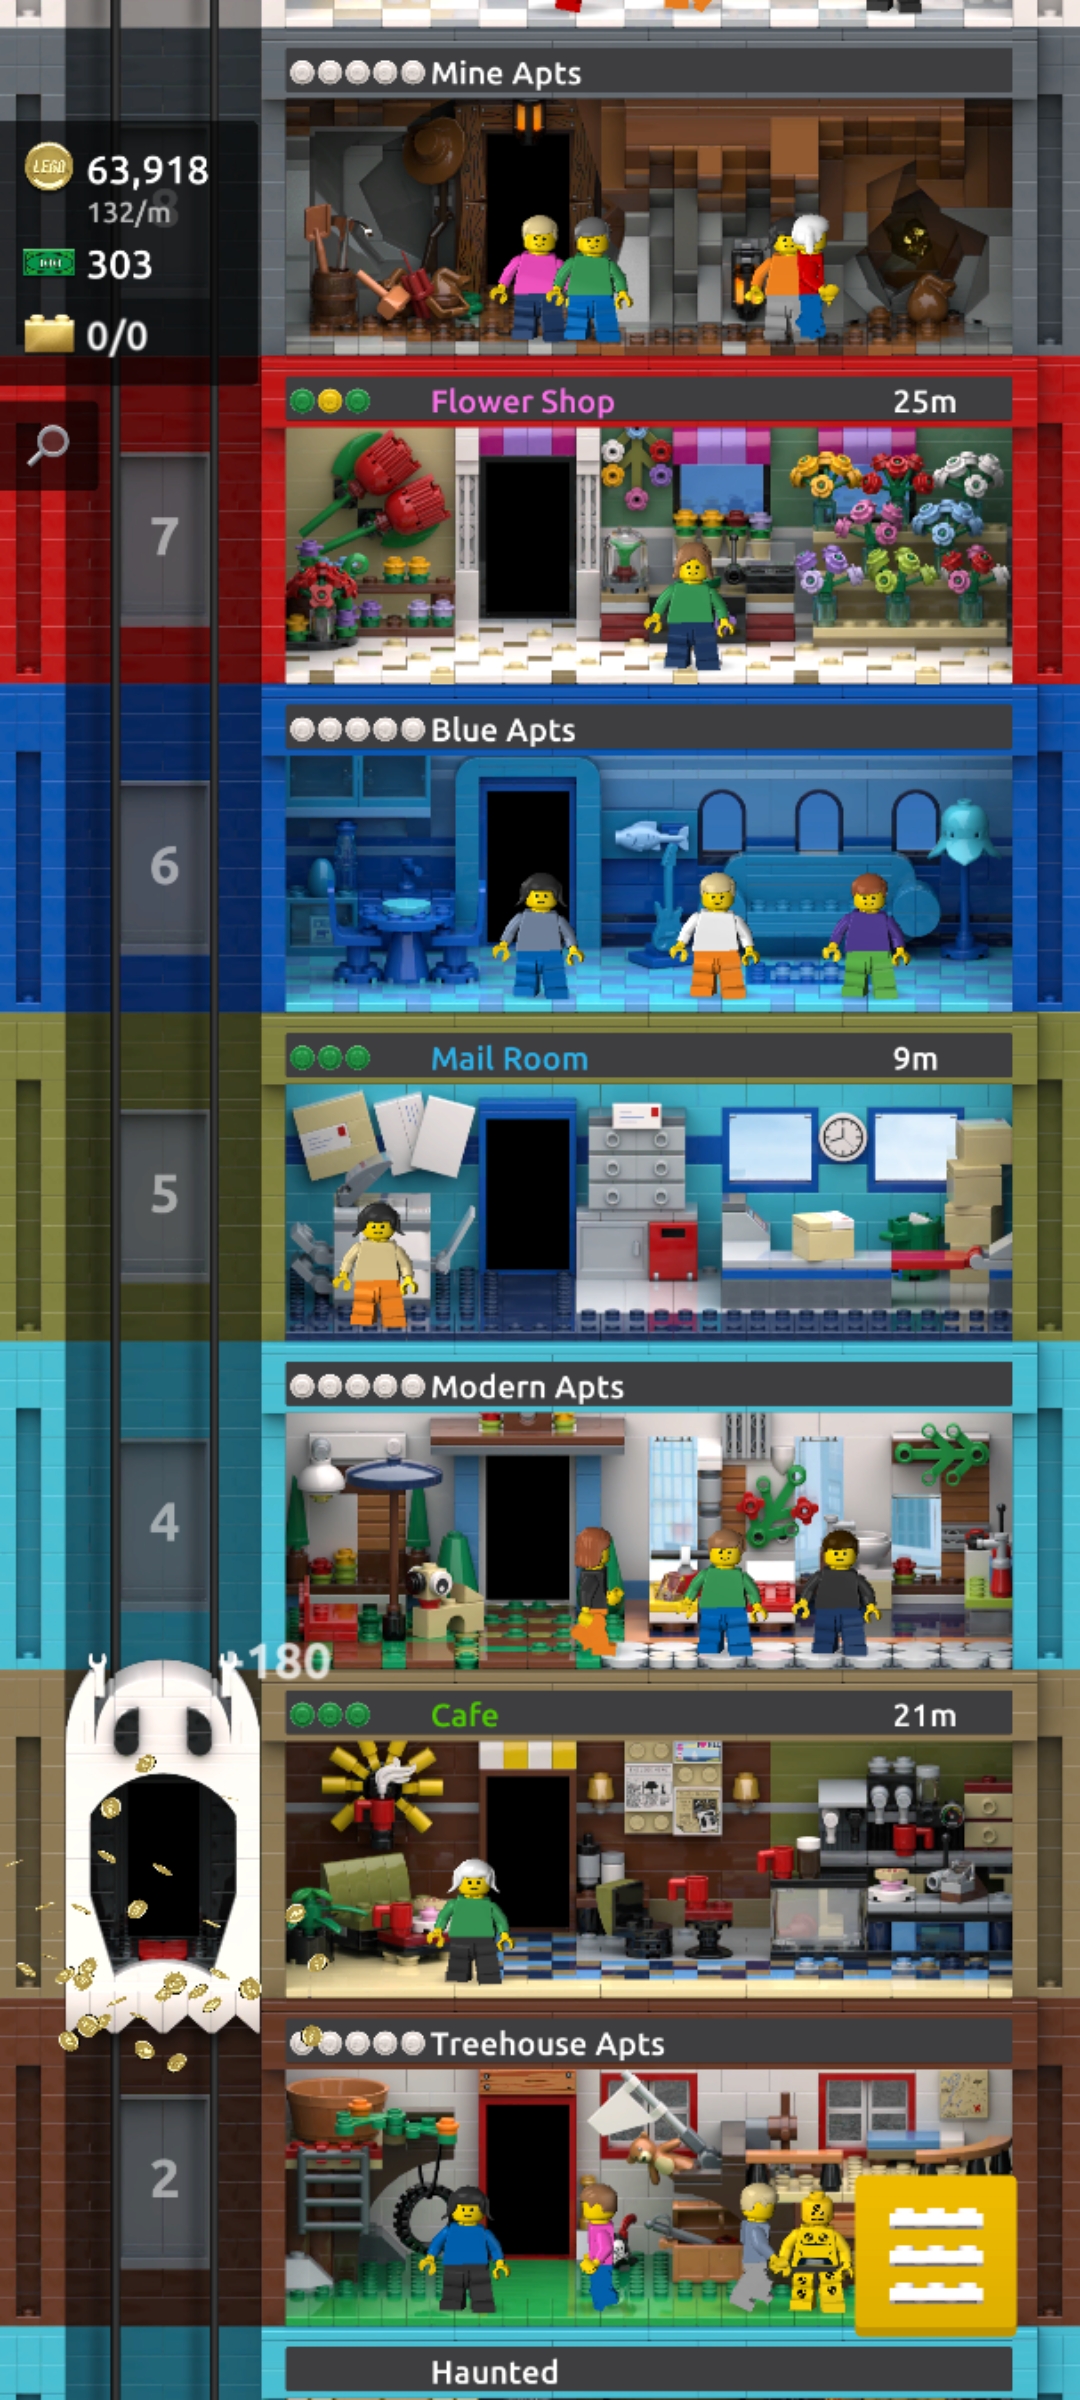 Mine Apts
LEGO 63,918
132/m
8
303
0/0
Flower Shop 25m
7
Blue Apts
6
Mail Room 9m
5
Modern Apts
4
+180
Cafe 21m
Treehouse Apts
2
Haunted